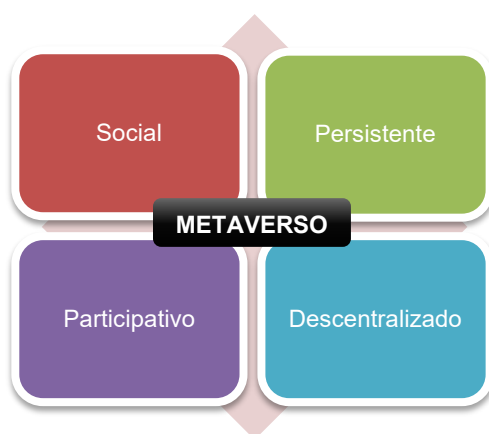 Social
Persistente
METAVERSO
Participativo
Descentralizado